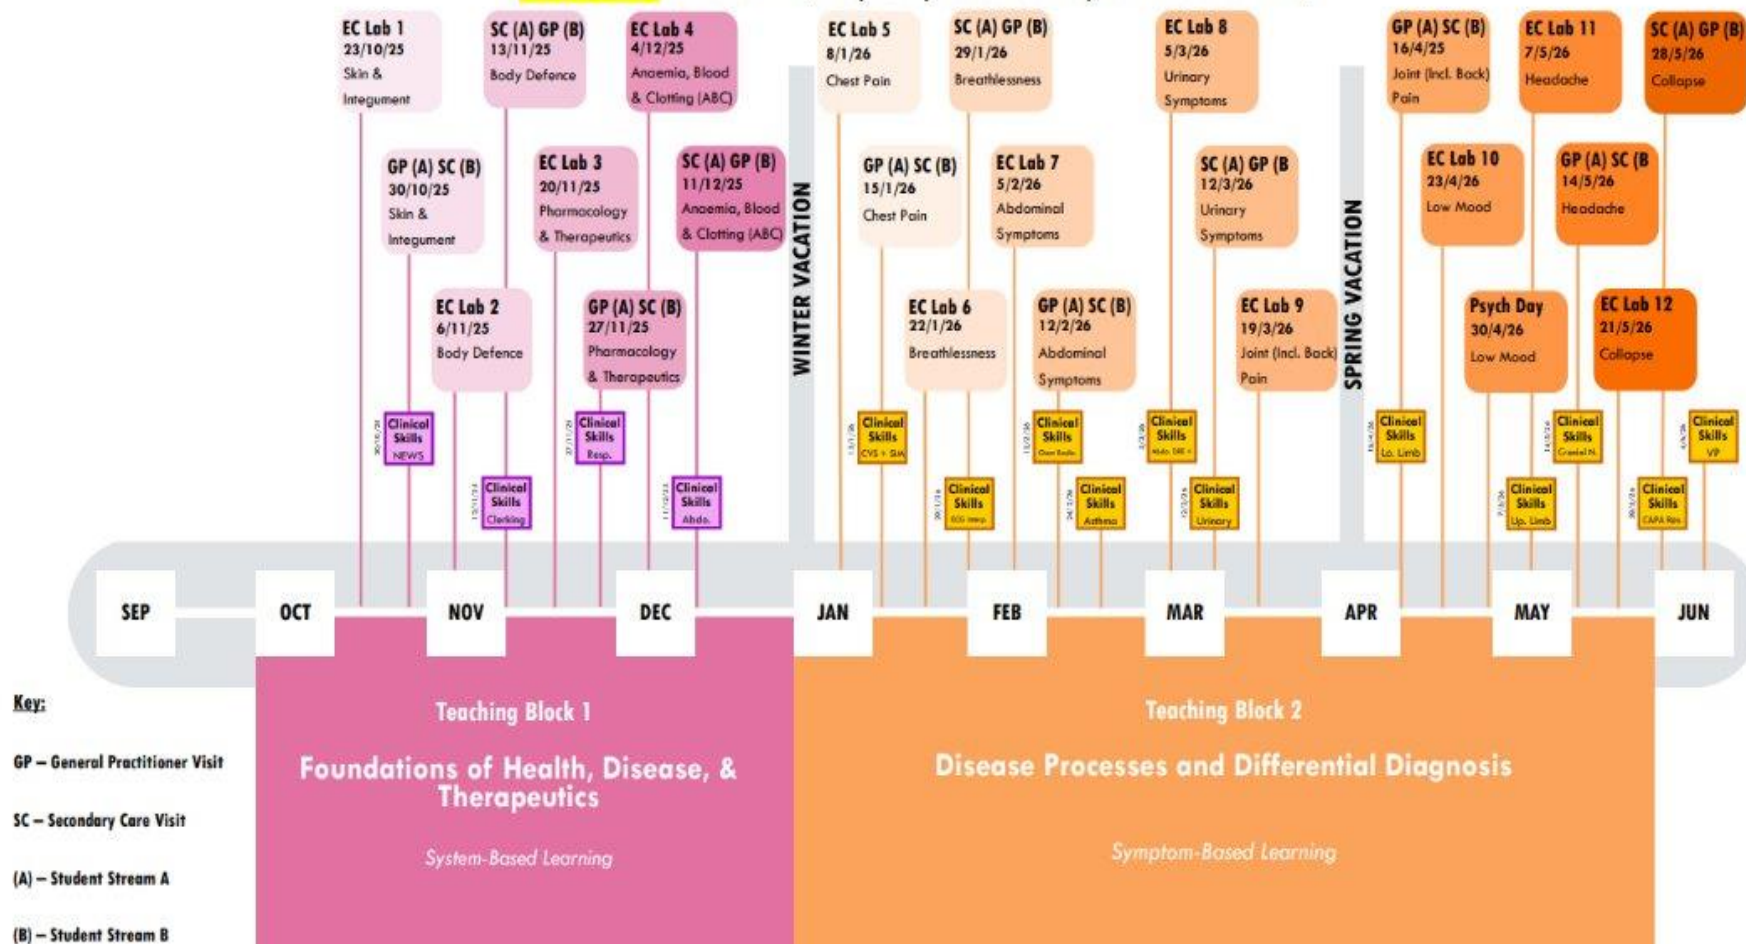 EC Lab 1
23/10/25
Skin &
Integument
SC (A) GP (B)
13/11/25
Body Defence
EC Lab 4
4/12/25
Anaemia, Blood
& Clotting (ABC)
EC Lab 5
8/1/26
Chest Pain
SC (A) GP (B)
29/1/26
Breathlessness
EC Lab 8
5/3/26
Urinary
Symptoms
GP (A) SC (B)
16/4/25
Joint (Incl. Back)
Pain
EC Lab 11
7/5/26
Headache
SC (A) GP (B)
28/5/26
Collapse
GP (A) SC (B)
30/10/25
Skin &
Integument
EC Lab 3
20/11/25
Pharmacology
& Therapeutics
SC (A) GP (B)
11/12/25
Anaemia, Blood
& Clotting (ABC)
GP (A) SC (B)
15/1/26
Chest Pain
EC Lab 7
5/2/26
Abdominal
Symptoms
SC (A) GP (B
12/3/26
Urinary
Symptoms
EC Lab 10
23/4/26
Low Mood
GP (A) SC (B
14/5/26
Headache
EC Lab 2
6/11/25
Body Defence
GP (A) SC (B)
27/11/25
Pharmacology
& Therapeutics
WINTER VACATION
EC Lab 6
22/1/26
Breathlessness
GP (A) SC (B)
12/2/26
Abdominal
Symptoms
EC Lab 9
19/3/26
Joint (Incl. Back)
Pain
SPRING VACATION
Psych Day
30/4/26
Low Mood
EC Lab 12
21/5/26
Collapse
Clinical
Skills
NEWS
27/11/25
Clinical
Skills
Resp.
Clinical
Skills
CVS + SIM
Clinical
Skills
Clinical
Skills
Clinical
Skills
Lo. Limb
Clinical
Skills
Cranial N.
Clinical
Skills
VP
Clinical
Skills
Clerking
11/12/25
Clinical
Skills
Abdo.
Clinical
Skills
ECG Interp.
Clinical
Skills
Asthma
12/3/26
Clinical
Skills
Urinary
7/5/26
Clinical
Skills
Up. Limb
Clinical
Skills
SEP
OCT
NOV
DEC
JAN
FEB
MAR
APR
MAY
JUN
Key:
GP – General Practitioner Visit
SC – Secondary Care Visit
(A) – Student Stream A
(B) – Student Stream B
Teaching Block 1
Foundations of Health, Disease, &
Therapeutics
System-Based Learning
Teaching Block 2
Disease Processes and Differential Diagnosis
Symptom-Based Learning